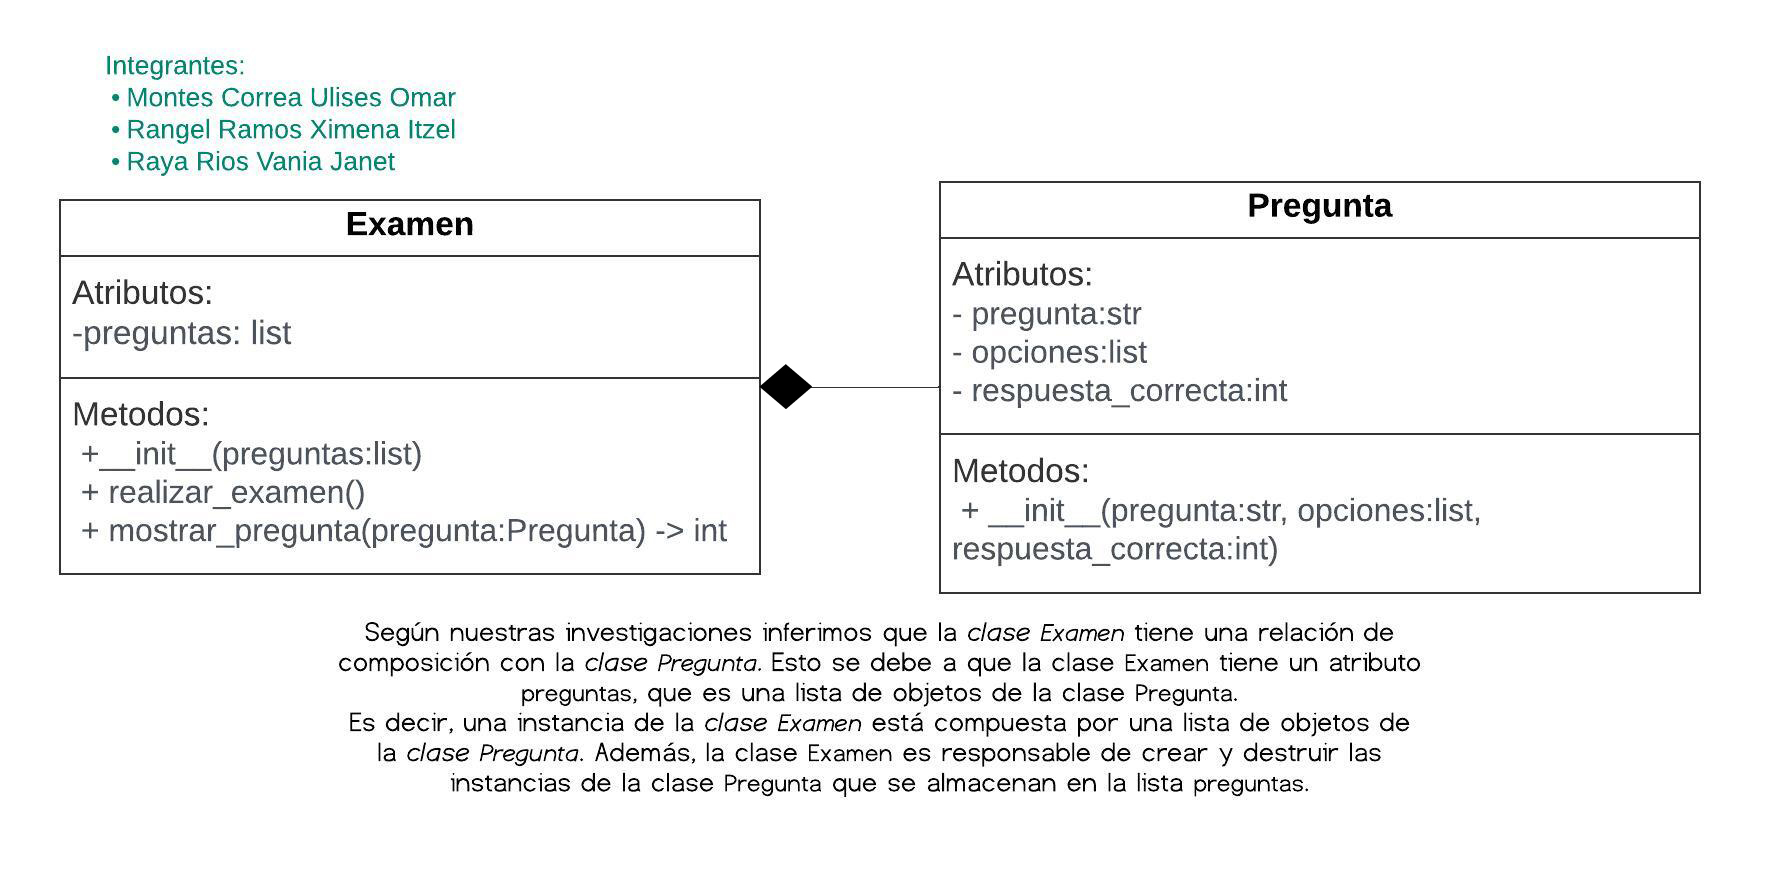 Integrantes:
• Montes Correa Ulises Omar
• Rangel Ramos Ximena Itzel
• Raya Rios Vania Janet
Examen
Atributos:
-preguntas: list
Metodos:
+__init__(preguntas:list)
+ realizar_examen()
+ mostrar_pregunta(pregunta:Pregunta) -> int
Pregunta
Atributos:
- pregunta:str
- opciones:list
- respuesta_correcta:int
Metodos:
+ __init__(pregunta:str, opciones:list,
respuesta_correcta:int)
Según nuestras investigaciones inferimos que la clase Examen tiene una relación de
composición con la clase Pregunta. Esto se debe a que la clase Examen tiene un atributo
preguntas, que es una lista de objetos de la clase Pregunta.
Es decir, una instancia de la clase Examen está compuesta por una lista de objetos de
la clase Pregunta. Además, la clase Examen es responsable de crear y destruir las
instancias de la clase Pregunta que se almacenan en la lista preguntas.